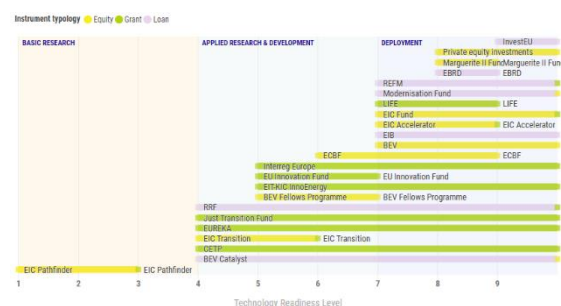 Instrument typology Equity Grant Loan
BASIC RESEARCH APPLIED RESEARCH & DEVELOPMENT DEPLOYMENT
InvestEU
Private equity Investments
Marguerite II Fund Marguerite II Fun
EBRD EBRD
REFM
Modernisation Fund
LIFE LIFE
EIC Fund
EIC Accelerator EIC Accelerator
EIB
BEV
ECBF ECBF
Interreg Europe
EU Innovation Fund EU Innovation Fund
EIT-KIC InnoEnergy
BEV Fellows Programme BEV Fellows Programme
RRF
Just Transition Fund
EUREKA
EIC Transition EIC Transition
CETP
BEV Catalyst
EIC Pathfinder EIC Pathfinder
1 2 3 4 5 6 7 8 9
Technology Readiness Level